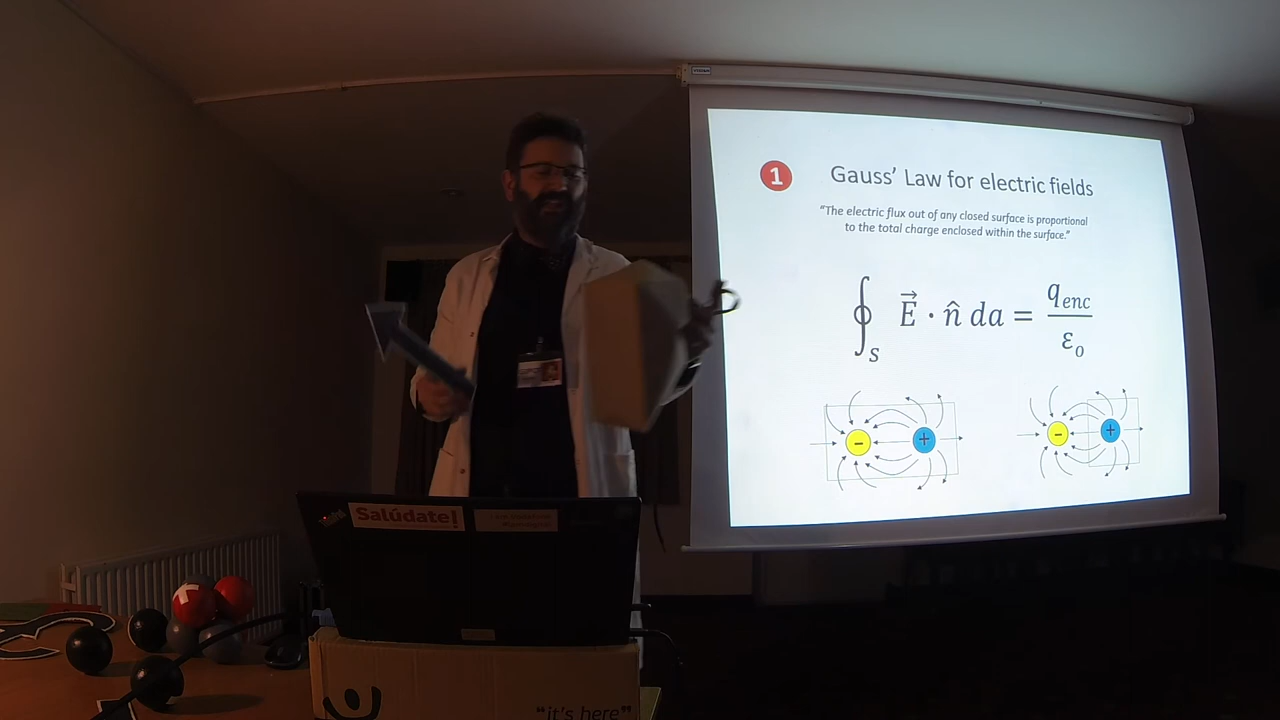 1
Gauss' Law for electric fields
"The electric flux out of any closed surface is proportional
to the total charge enclosed within the surface."
∮S E⃗ · n̂ da = qenc / εo
- +
- +
Salúdate!
"it's here"